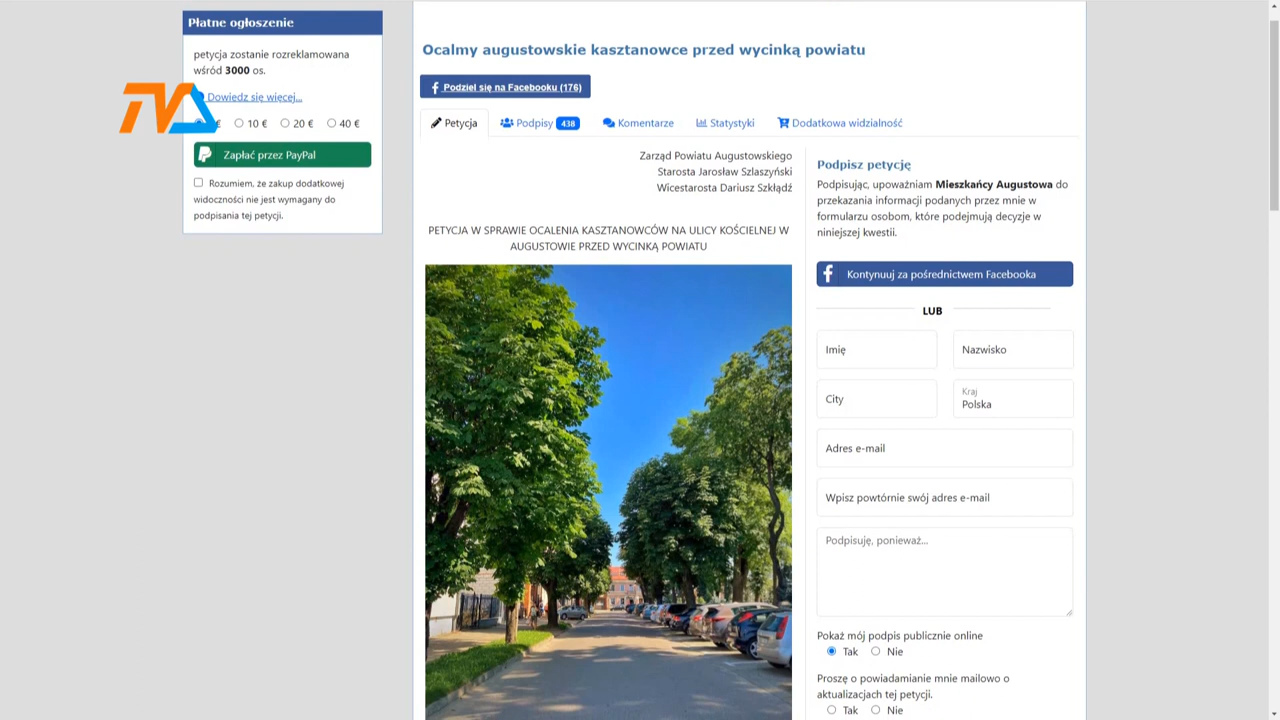 Płatne ogłoszenie
petycja zostanie rozreklamowana
wśród 3000 os.
Dowiedz się więcej...
€
10 €
20 €
40 €
Zapłać przez PayPal
Rozumiem, że zakup dodatkowej
widoczności nie jest wymagany do
podpisania tej petycji.
TVA
Ocalmy augustowskie kasztanowce przed wycinką powiatu
Podziel się na Facebooku (176)
Petycja
Podpisy 438
Komentarze
Statystyki
Dodatkowa widzialność
Zarząd Powiatu Augustowskiego
Starosta Jarosław Szlaszyński
Wicestarosta Dariusz Szkłądź
PETYCJA W SPRAWIE OCALENIA KASZTANOWCÓW NA ULICY KOŚCIELNEJ W
AUGUSTOWIE PRZED WYCINKĄ POWIATU
Podpisz petycję
Podpisując, upoważniam Mieszkańcy Augustowa do
przekazania informacji podanych przez mnie w
formularzu osobom, które podejmują decyzje w
niniejszej kwestii.
Kontynuuj za pośrednictwem Facebooka
LUB
Imię
Nazwisko
City
Kraj
Polska
Adres e-mail
Wpisz powtórnie swój adres e-mail
Podpisuję, ponieważ...
Pokaż mój podpis publicznie online
Tak
Nie
Proszę o powiadamianie mnie mailowo o
aktualizacjach tej petycji.
Tak
Nie